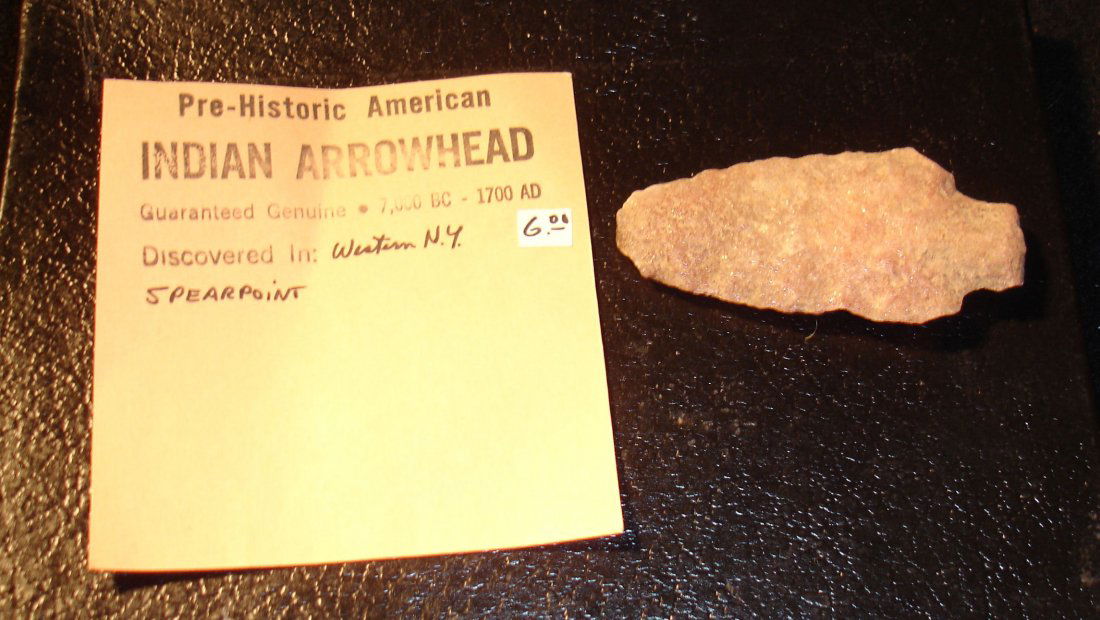 Pre-Historic American
INDIAN ARROWHEAD
Guaranteed Genuine • 7,000 BC - 1700 AD
6.00
Discovered In: Western N.Y.
SPEARPOINT